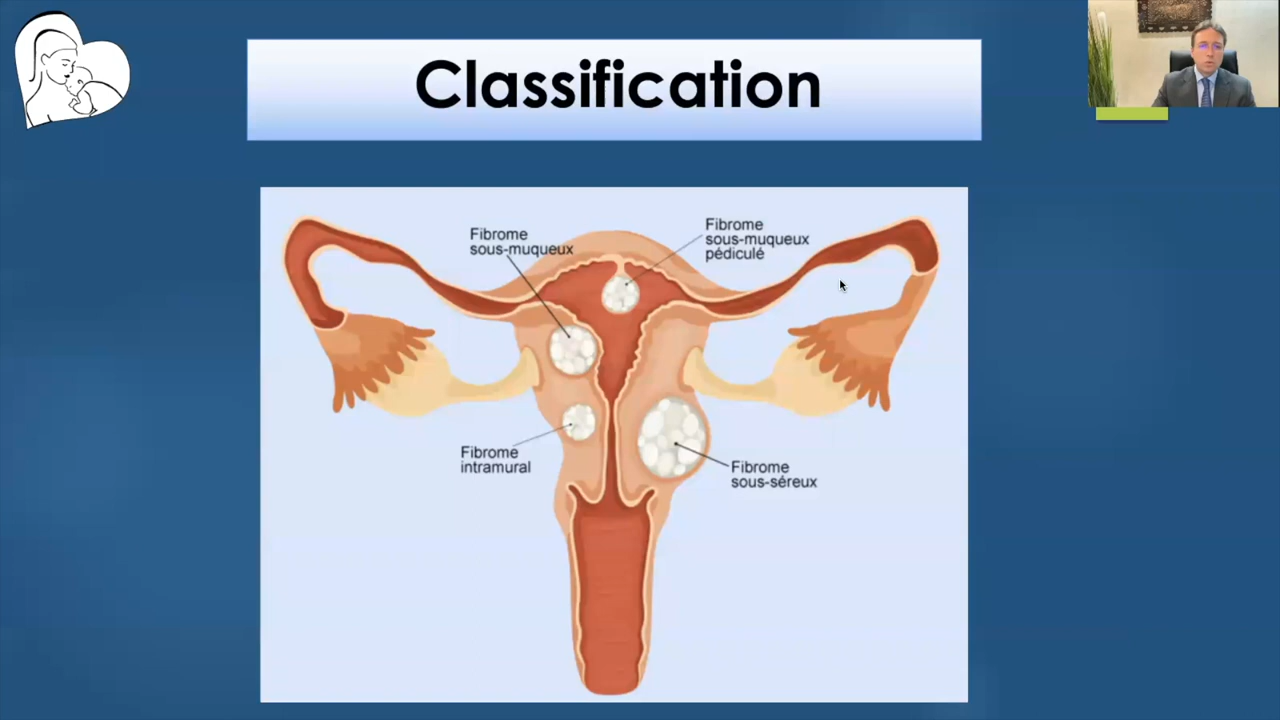 Classification
Fibrome
sous-muqueux
Fibrome
sous-muqueux
pédiculé
Fibrome
intramural
Fibrome
sous-séreux